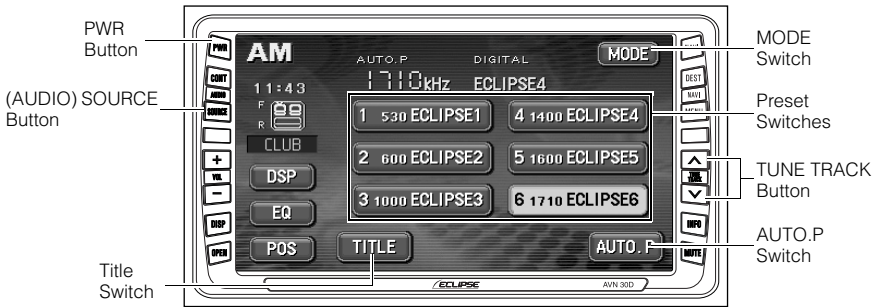 PWR
Button
(AUDIO) SOURCE
Button
Title
Switch
PWR
CONT
AUDIO
SOURCE
+
VOL
−
DISP
OPEN
AM
AUTO.P
DIGITAL
MODE
11:43
1710kHz
ECLIPSE4
F
R
CLUB
DSP
EQ
POS
1 530 ECLIPSE1
4 1400 ECLIPSE4
2 600 ECLIPSE2
5 1600 ECLIPSE5
3 1000 ECLIPSE3
6 1710 ECLIPSE6
TITLE
AUTO.P
ECLIPSE
AVN 30D
DEST
NAVI
MENU
TUNE
TRACK
INFO
MUTE
MODE
Switch
Preset
Switches
TUNE TRACK
Button
AUTO.P
Switch